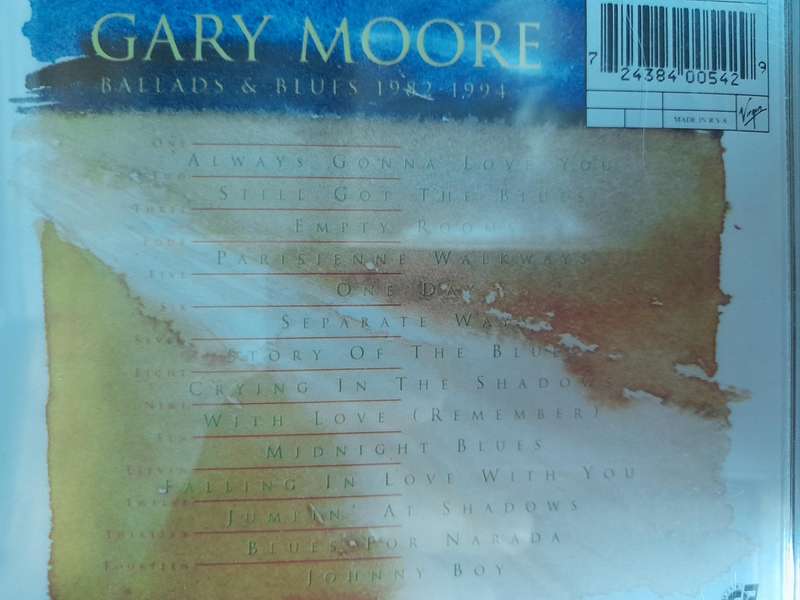 GARY MOORE
BALLADS & BLUES 1982-1994
7 24384 00542 9
MADE IN U.S.A.
Virgin
ONE
ALWAYS GONNA LOVE YOU
TWO
STILL GOT THE BLUES
THREE
EMPTY ROOMS
FOUR
PARISIENNE WALKWAYS
FIVE
ONE DAY
SIX
SEPARATE WAYS
SEVEN
STORY OF THE BLUES
EIGHT
CRYING IN THE SHADOWS
NINE
WITH LOVE (REMEMBER)
TEN
MIDNIGHT BLUES
ELEVEN
FALLING IN LOVE WITH YOU
TWELVE
JUMPIN' AT SHADOWS
THIRTEEN
BLUES FOR NARADA
FOURTEEN
JOHNNY BOY